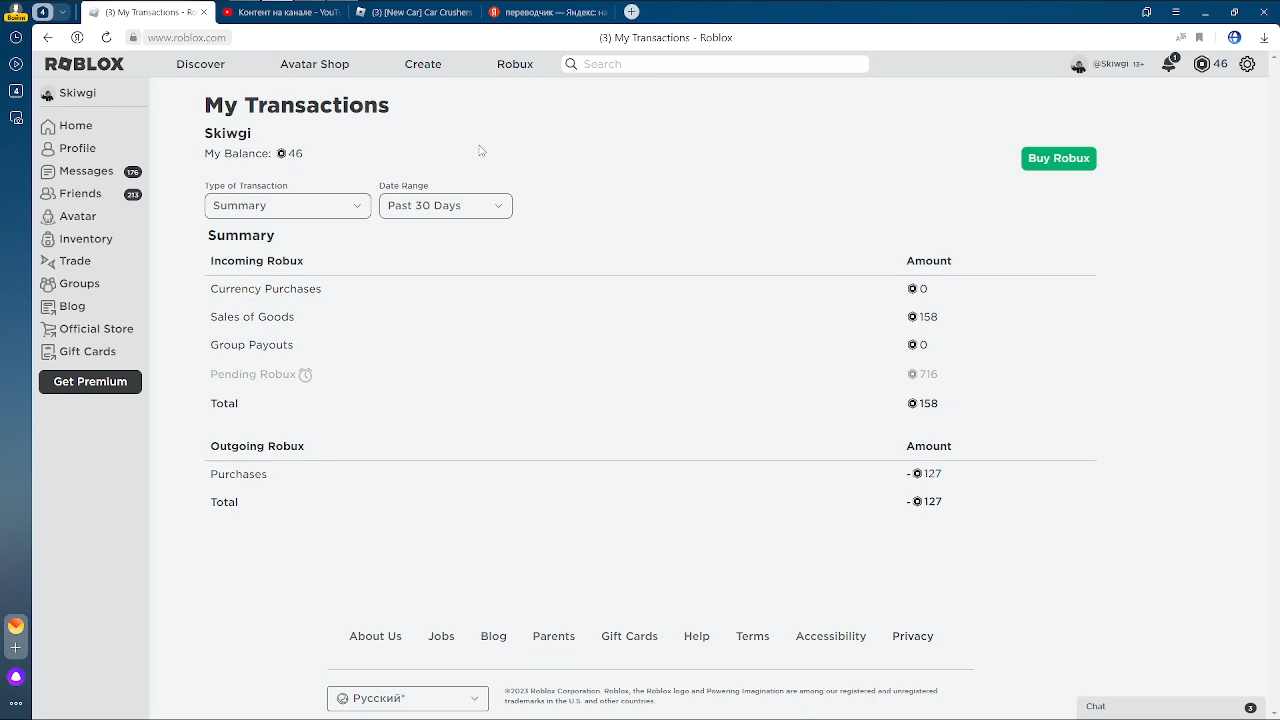 4
(3) My Transactions - Ro
Контент на канале - YouT
(3) [New Car] Car Crushers
переводчик — Яндекс: на
www.roblox.com
(3) My Transactions - Roblox
ROBLOX
Discover
Avatar Shop
Create
Robux
Search
@Skiwgi 13+
1
46
4
Skiwgi
Home
Profile
Messages 176
Friends 213
Avatar
Inventory
Trade
Groups
Blog
Official Store
Gift Cards
Get Premium
My Transactions
Skiwgi
My Balance: 46
Buy Robux
Type of Transaction
Date Range
Summary
Past 30 Days
Summary
Incoming Robux Amount
Currency Purchases 0
Sales of Goods 158
Group Payouts 0
Pending Robux 716
Total 158
Outgoing Robux Amount
Purchases -127
Total -127
About Us Jobs Blog Parents Gift Cards Help Terms Accessibility Privacy
Русский*
©2023 Roblox Corporation. Roblox, the Roblox logo and Powering Imagination are among our registered and unregistered
trademarks in the U.S. and other countries.
Chat 3